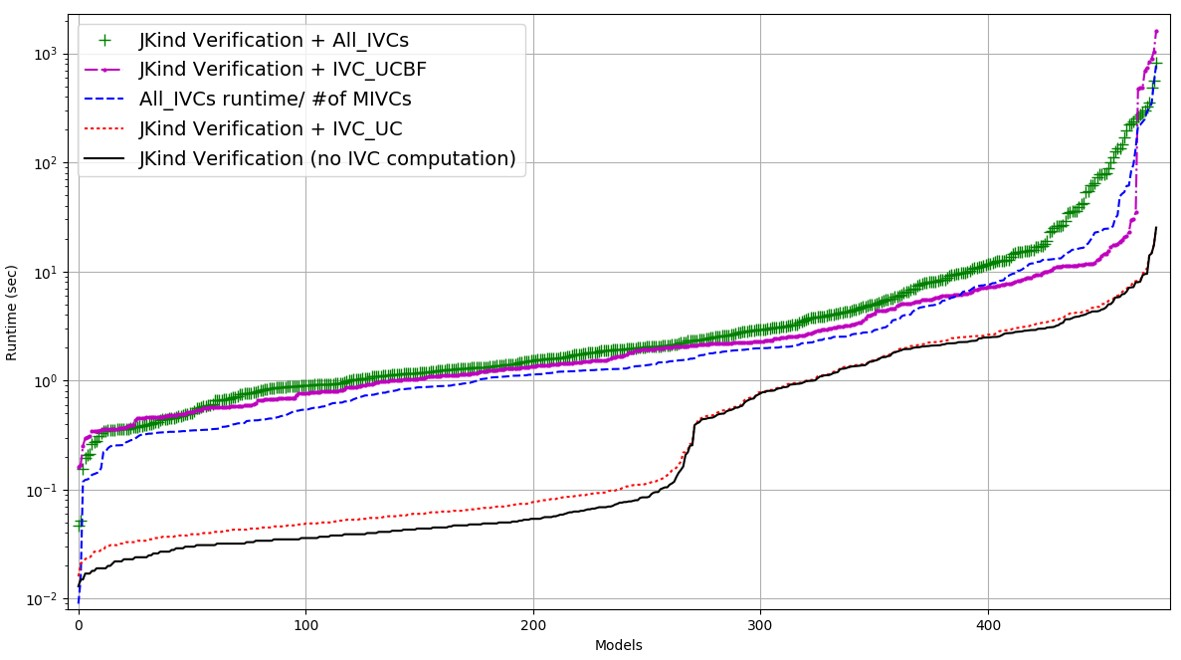 JKind Verification + All_IVCs
JKind Verification + IVC_UCBF
All_IVCs runtime/ #of MIVCs
JKind Verification + IVC_UC
JKind Verification (no IVC computation)
Runtime (sec)
10³
10²
10¹
10⁰
10⁻¹
10⁻²
0 100 200 300 400
Models